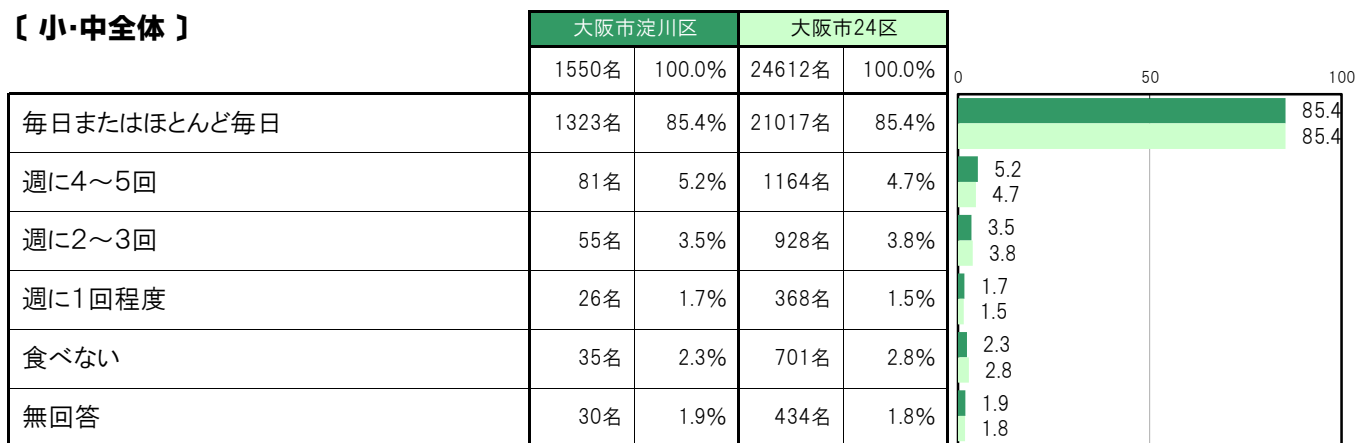 〔 小・中全体 〕
大阪市淀川区 大阪市24区
1550名 100.0% 24612名 100.0%
0 50 100
毎日またはほとんど毎日 1323名 85.4% 21017名 85.4% 85.4
85.4
週に4～5回 81名 5.2% 1164名 4.7% 5.2
4.7
週に2～3回 55名 3.5% 928名 3.8% 3.5
3.8
週に1回程度 26名 1.7% 368名 1.5% 1.7
1.5
食べない 35名 2.3% 701名 2.8% 2.3
2.8
無回答 30名 1.9% 434名 1.8% 1.9
1.8